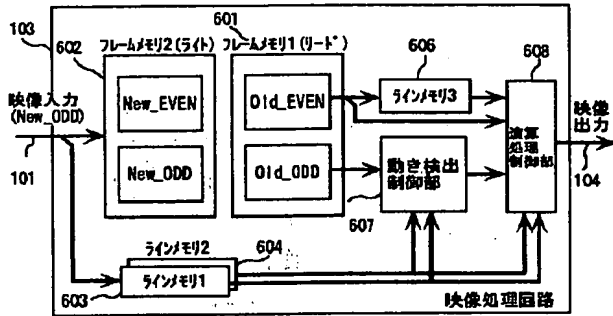 103
602
フレームメモリ2(ライト)
601
フレームメモリ1(リード)
606
608
映像入力
(New_ODD)
101
New_EVEN
New_ODD
Old_EVEN
Old_ODD
ラインメモリ3
動き検出
制御部
607
演算
処理
制御部
映像
出力
104
ラインメモリ2
604
ラインメモリ1
603
映像処理回路